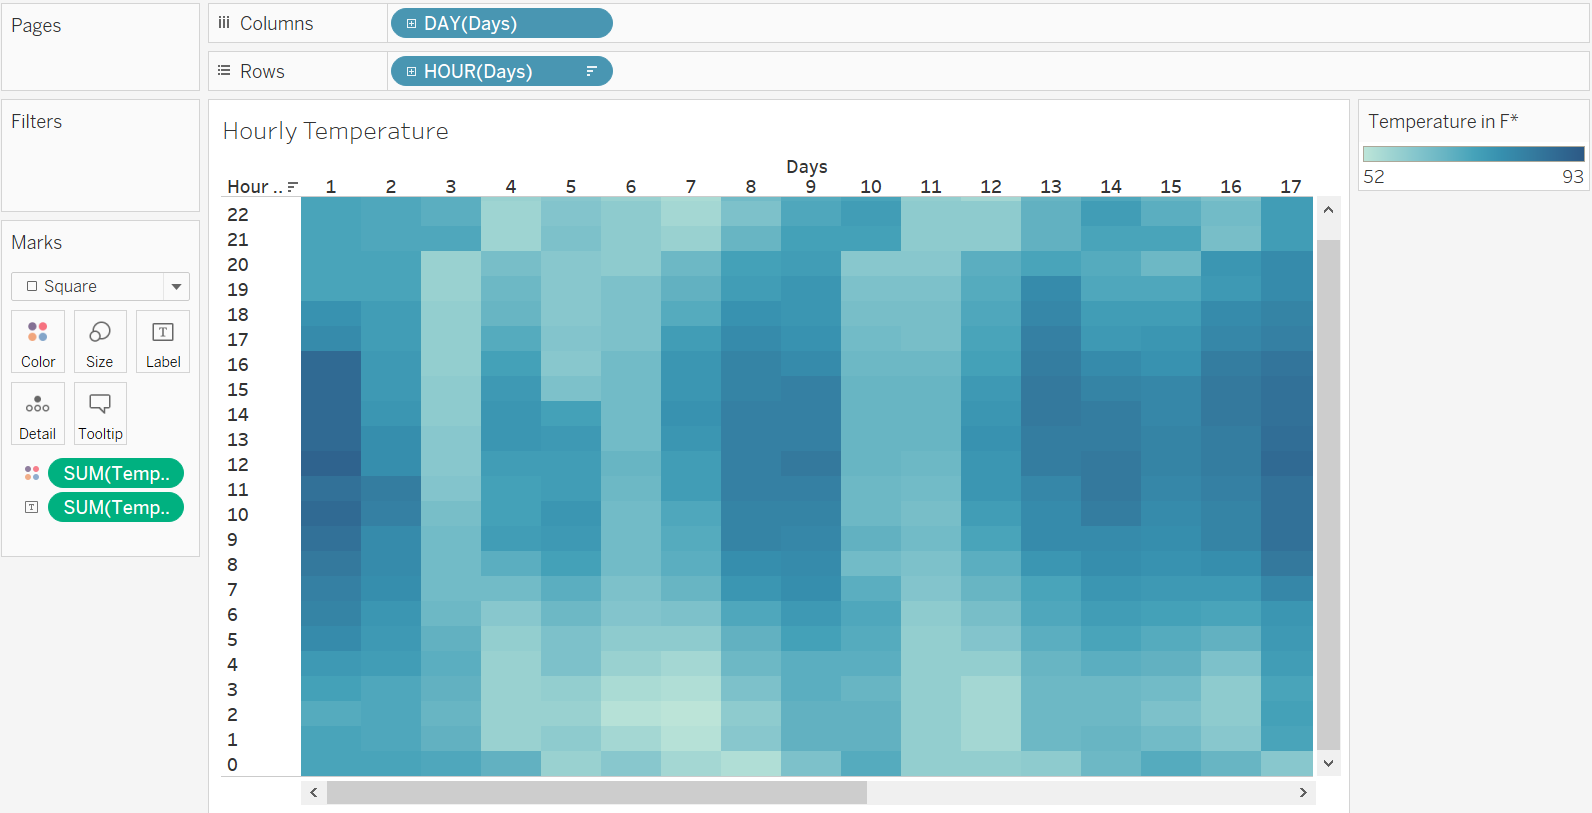 Pages
Columns
DAY(Days)
Rows
HOUR(Days)
Filters
Marks
Square
Color Size Label
Detail Tooltip
SUM(Temp..
T SUM(Temp..
Hourly Temperature
Days
Hour .. 1 2 3 4 5 6 7 8 9 10 11 12 13 14 15 16 17
22
21
20
19
18
17
16
15
14
13
12
11
10
9
8
7
6
5
4
3
2
1
0
Temperature in F*
52 93